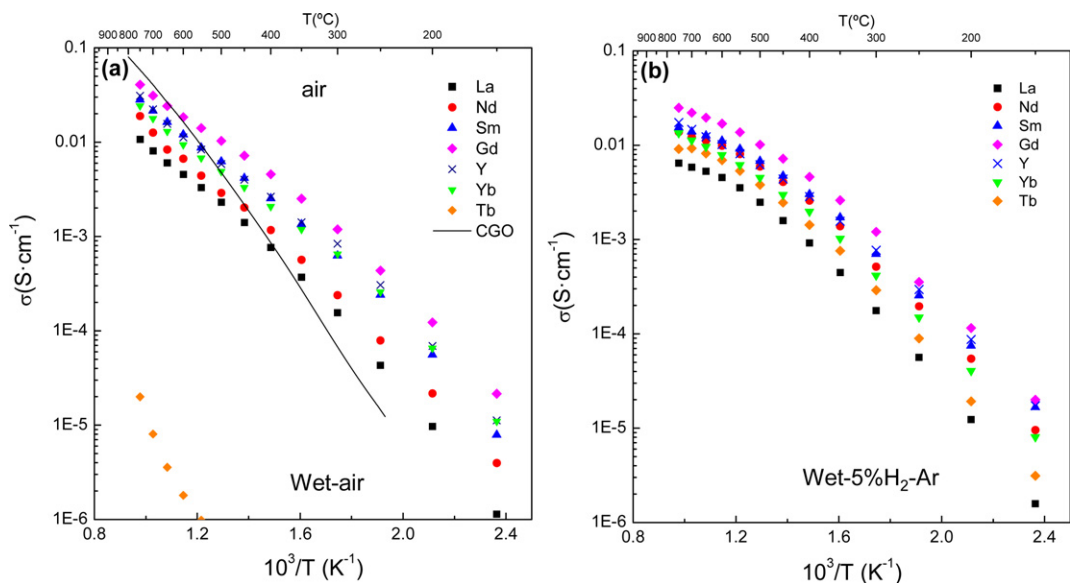 T(ºC)
900 800 700 600 500 400 300 200
0.1
0.01
1E-3
1E-4
1E-5
1E-6
σ(S·cm⁻¹)
(a)
air
La
Nd
Sm
Gd
Y
Yb
Tb
CGO
Wet-air
0.8 1.2 1.6 2.0 2.4
10³/T (K⁻¹)
T(ºC)
900 800 700 600 500 400 300 200
0.1
0.01
1E-3
1E-4
1E-5
1E-6
σ(S·cm⁻¹)
(b)
La
Nd
Sm
Gd
Y
Yb
Tb
Wet-5%H₂-Ar
0.8 1.2 1.6 2.0 2.4
10³/T (K⁻¹)